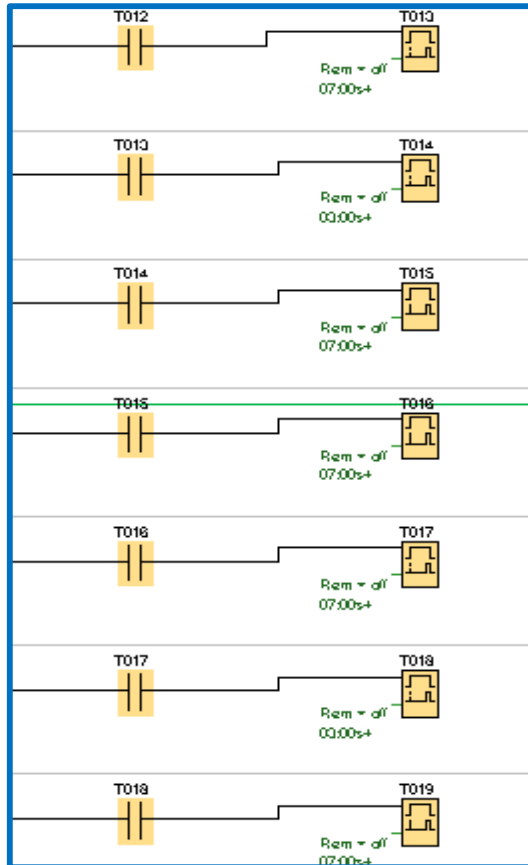 T012 T013
Rem = off
07:00s+
T013 T014
Rem = off
03:00s+
T014 T015
Rem = off
07:00s+
T015 T016
Rem = off
07:00s+
T016 T017
Rem = off
07:00s+
T017 T018
Rem = off
03:00s+
T018 T019
Rem = off
07:00s+